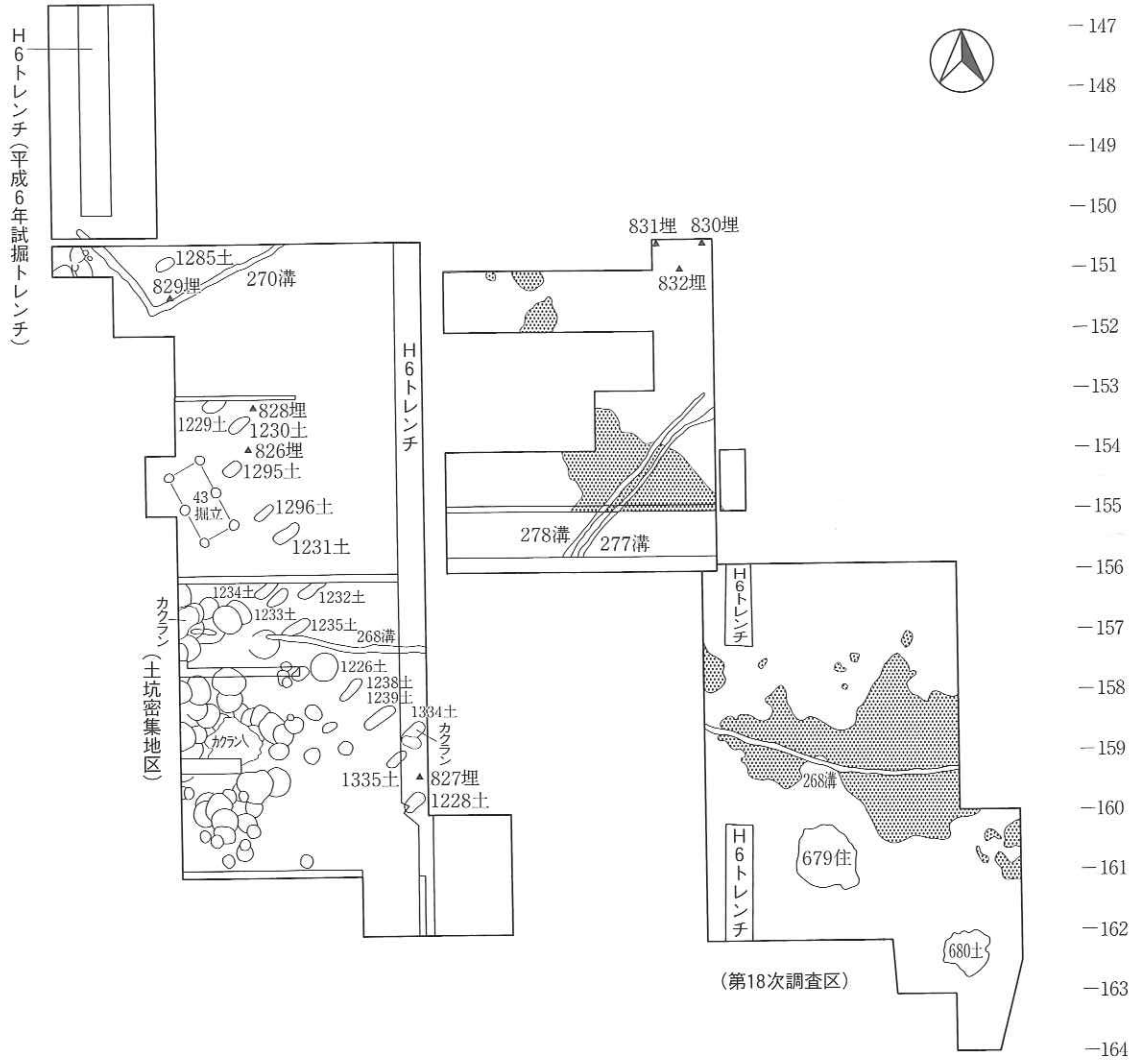 H6トレンチ(平成6年試掘トレンチ)
1285土
829埋
270溝
H6トレンチ
1229土
828埋
1230土
826埋
1295土
43
掘立
1296土
1231土
カクラン
(土坑密集地区)
1234土
1232土
1233土
1235土
268溝
1226土
1238土
1239土
1334土
カクラン
カクラン
1335土
827埋
1228土
831埋
830埋
832埋
278溝
277溝
H6トレンチ
268溝
H6トレンチ
679住
680土
(第18次調査区)
-147
-148
-149
-150
-151
-152
-153
-154
-155
-156
-157
-158
-159
-160
-161
-162
-163
-164